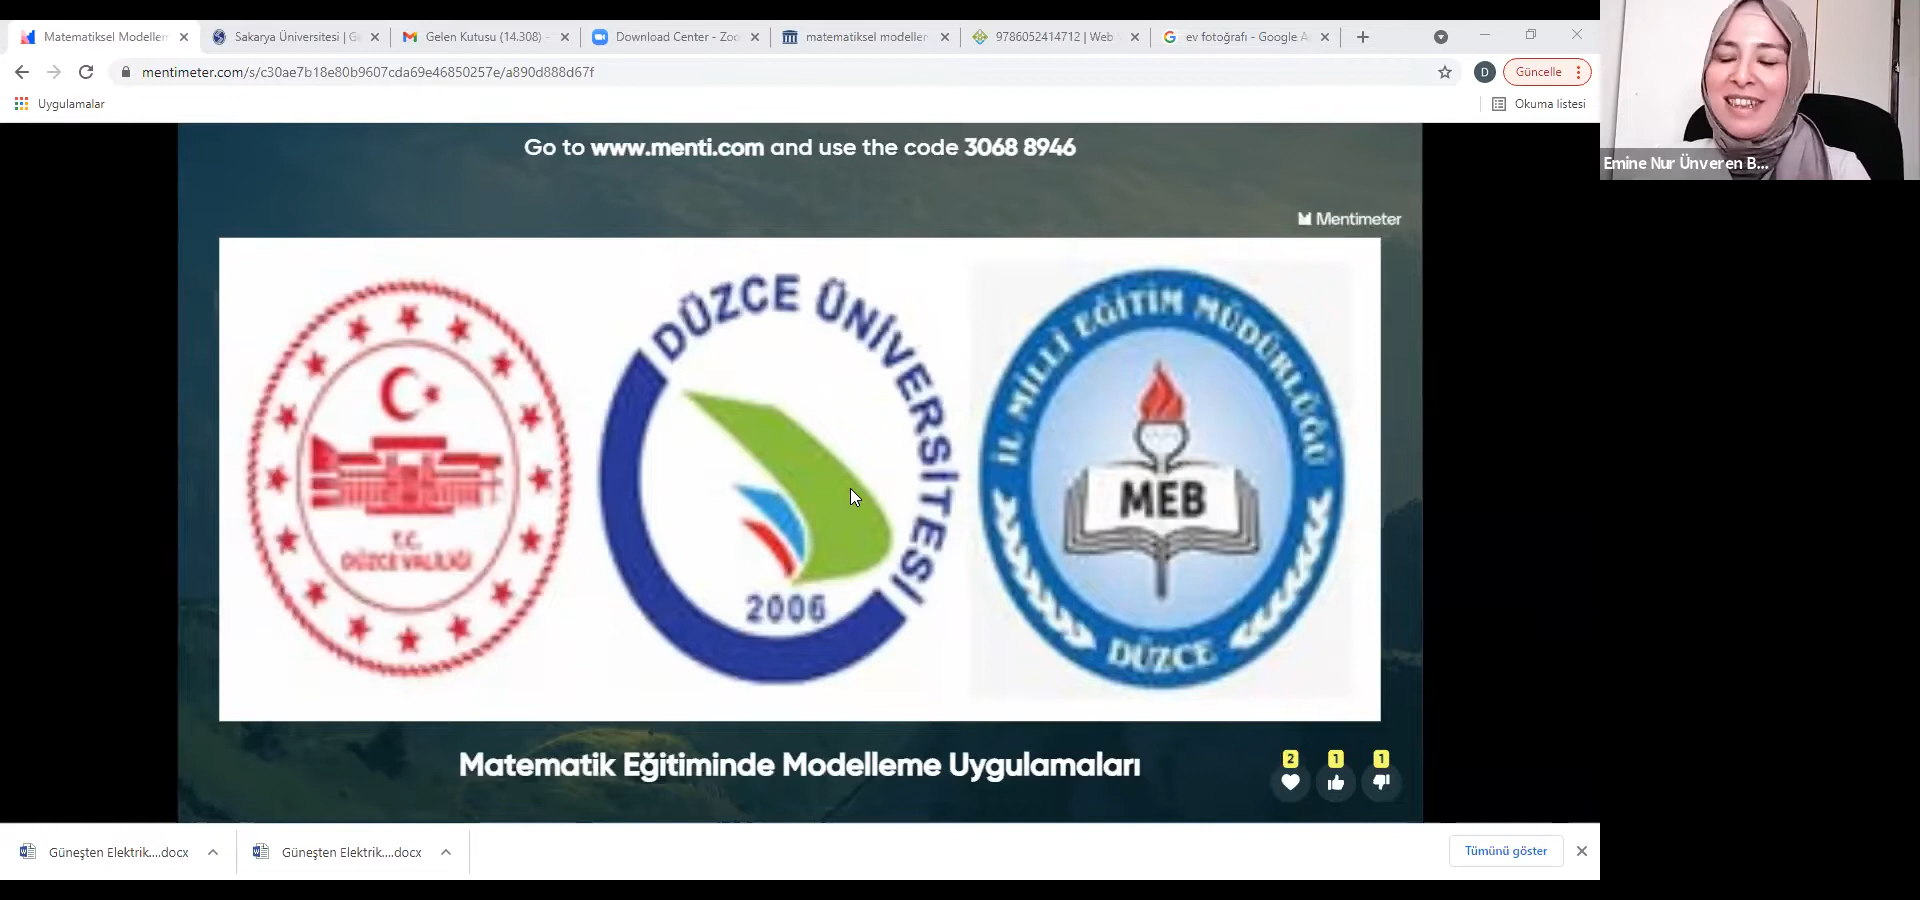 Matematiksel Modellem
Sakarya Üniversitesi | G
Gelen Kutusu (14.308) -
Download Center - Zoo
matematiksel modellem
9786052414712 | Web
ev fotoğrafı - Google A
mentimeter.com/s/c30ae7b18e80b9607cda69e46850257e/a890d888d67f
D
Güncelle
Uygulamalar
Okuma listesi
Emine Nur Ünveren B...
Go to www.menti.com and use the code 3068 8946
Mentimeter
T.C.
DÜZCE VALİLİĞİ
DÜZCE ÜNİVERSİTESİ
2006
İL MİLLİ EĞİTİM MÜDÜRLÜĞÜ
MEB
DÜZCE
Matematik Eğitiminde Modelleme Uygulamaları
2
1
1
Güneşten Elektrik....docx
Güneşten Elektrik....docx
Tümünü göster